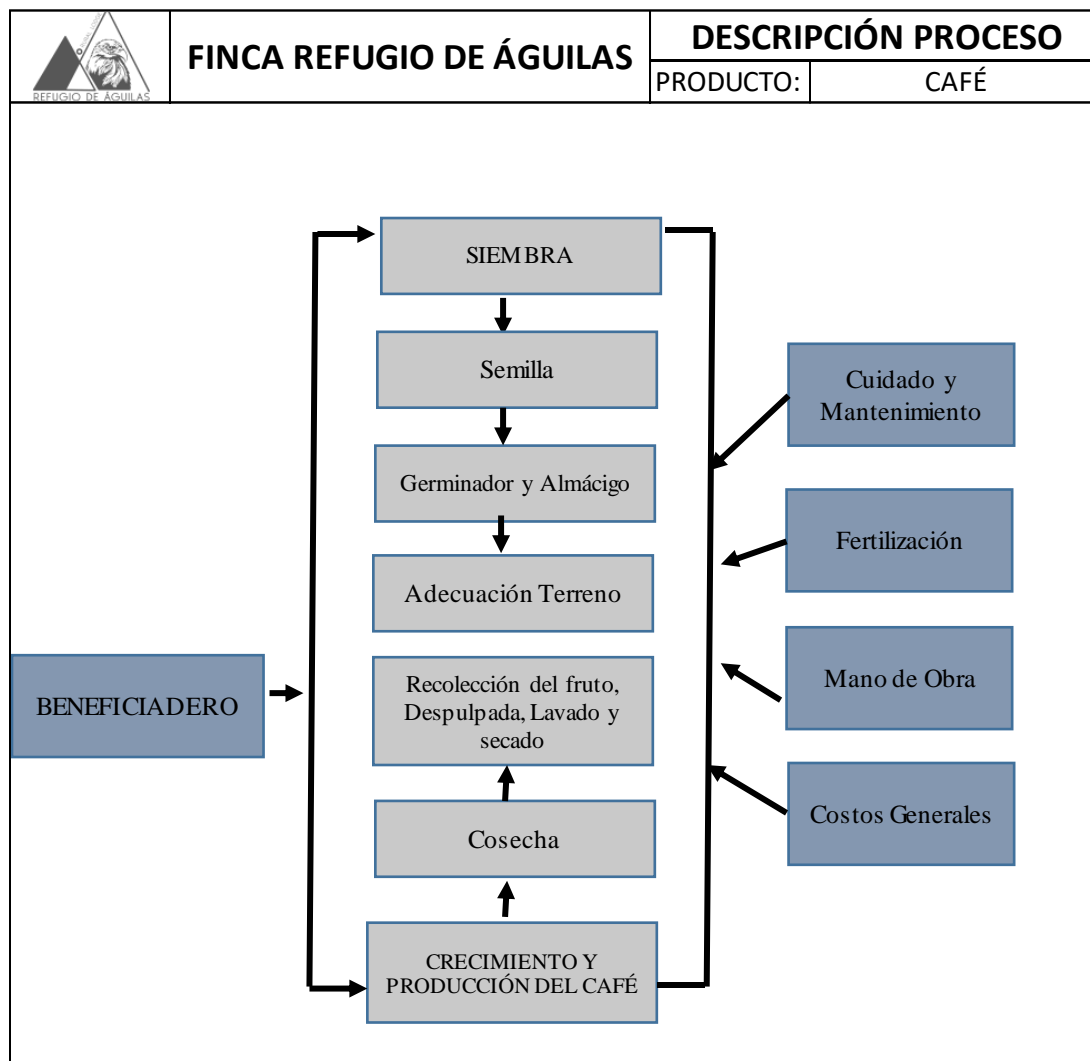 REFUGIO DE ÁGUILAS
FINCA REFUGIO DE ÁGUILAS
DESCRIPCIÓN PROCESO
PRODUCTO:
CAFÉ
SIEMBRA
Semilla
Germinador y Almácigo
Adecuación Terreno
BENEFICIADERO
Recolección del fruto,
Despulpada, Lavado y
secado
Cosecha
CRECIMIENTO Y
PRODUCCIÓN DEL CAFÉ
Cuidado y
Mantenimiento
Fertilización
Mano de Obra
Costos Generales